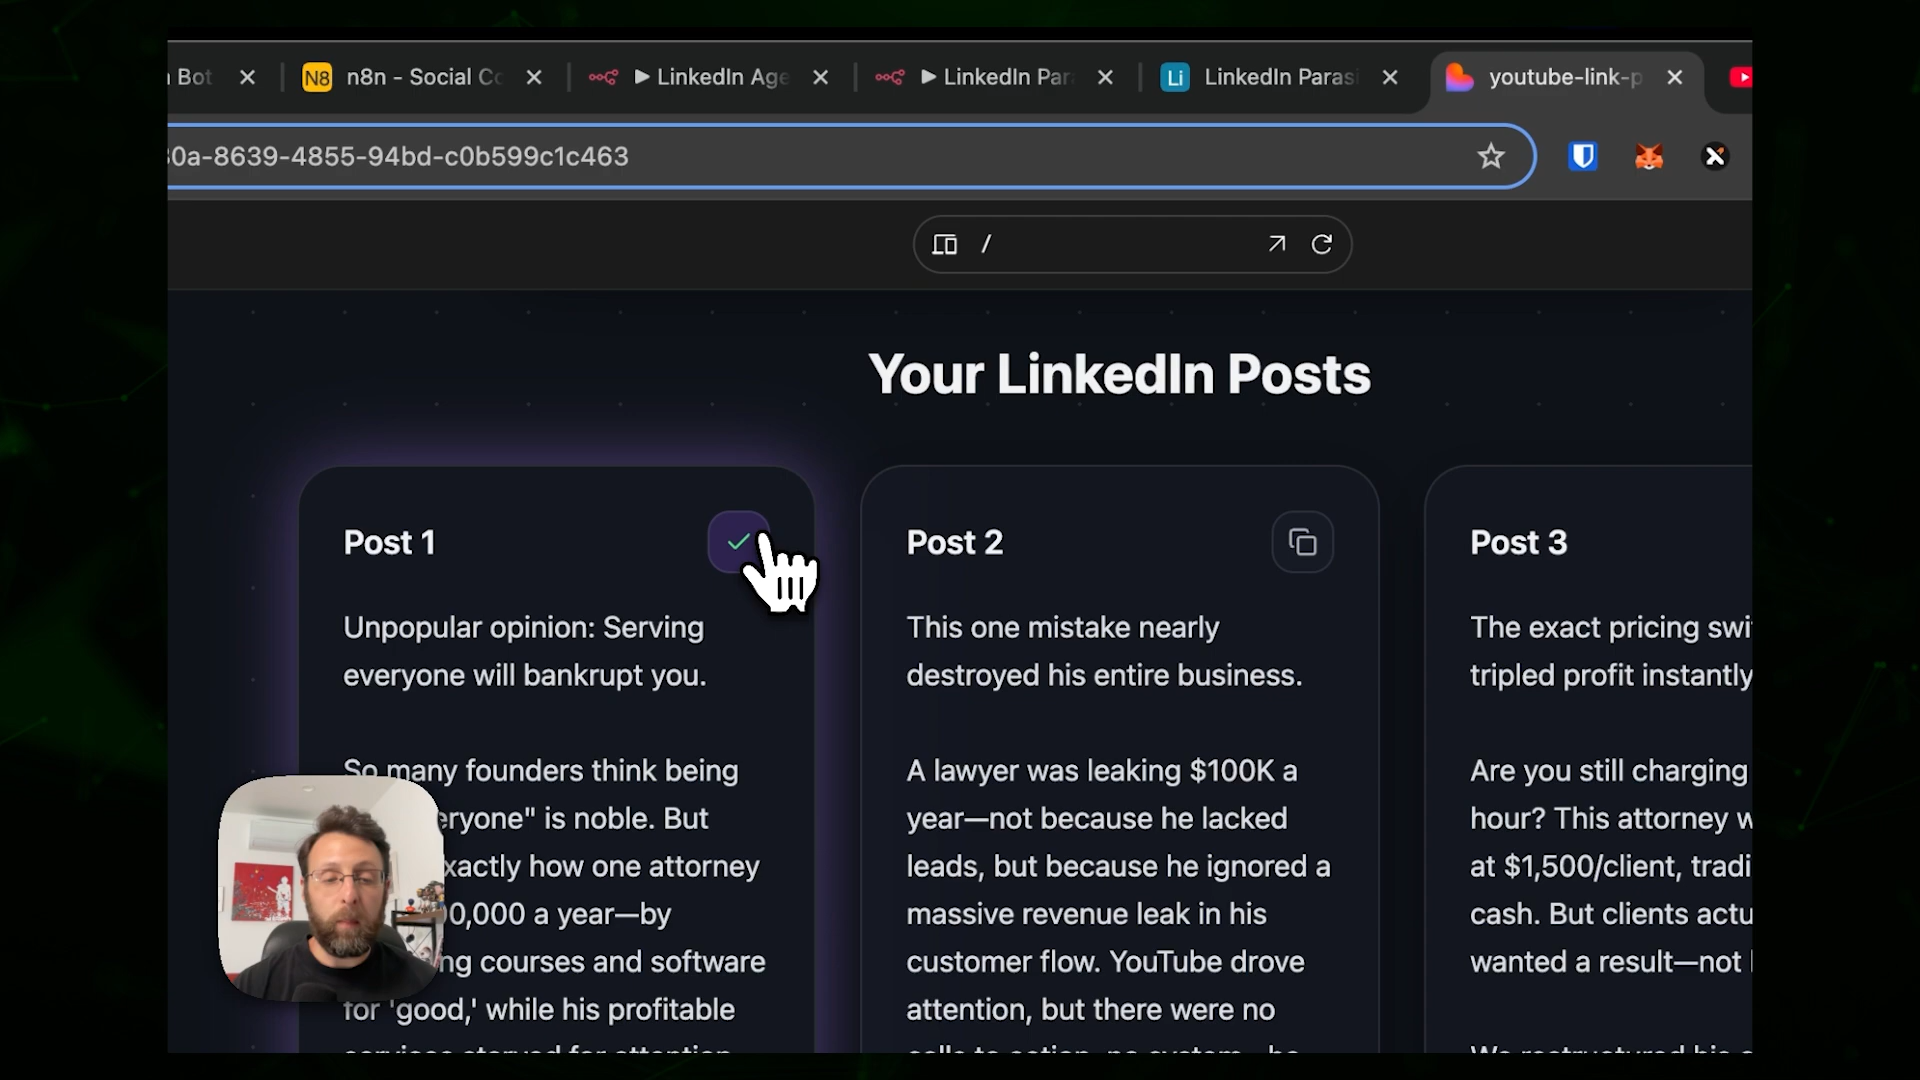 Bot
N8 n8n - Social Co
LinkedIn Age
LinkedIn Par
Li LinkedIn Parasi
youtube-link-p
30a-8639-4855-94bd-c0b599c1c463
/
Your LinkedIn Posts
Post 1
Unpopular opinion: Serving
everyone will bankrupt you.
So many founders think being
eryone" is noble. But
xactly how one attorney
0,000 a year—by
ng courses and software
for 'good,' while his profitable
Post 2
This one mistake nearly
destroyed his entire business.
A lawyer was leaking $100K a
year—not because he lacked
leads, but because he ignored a
massive revenue leak in his
customer flow. YouTube drove
attention, but there were no
Post 3
The exact pricing swi
tripled profit instantly
Are you still charging
hour? This attorney w
at $1,500/client, tradi
cash. But clients actu
wanted a result—not